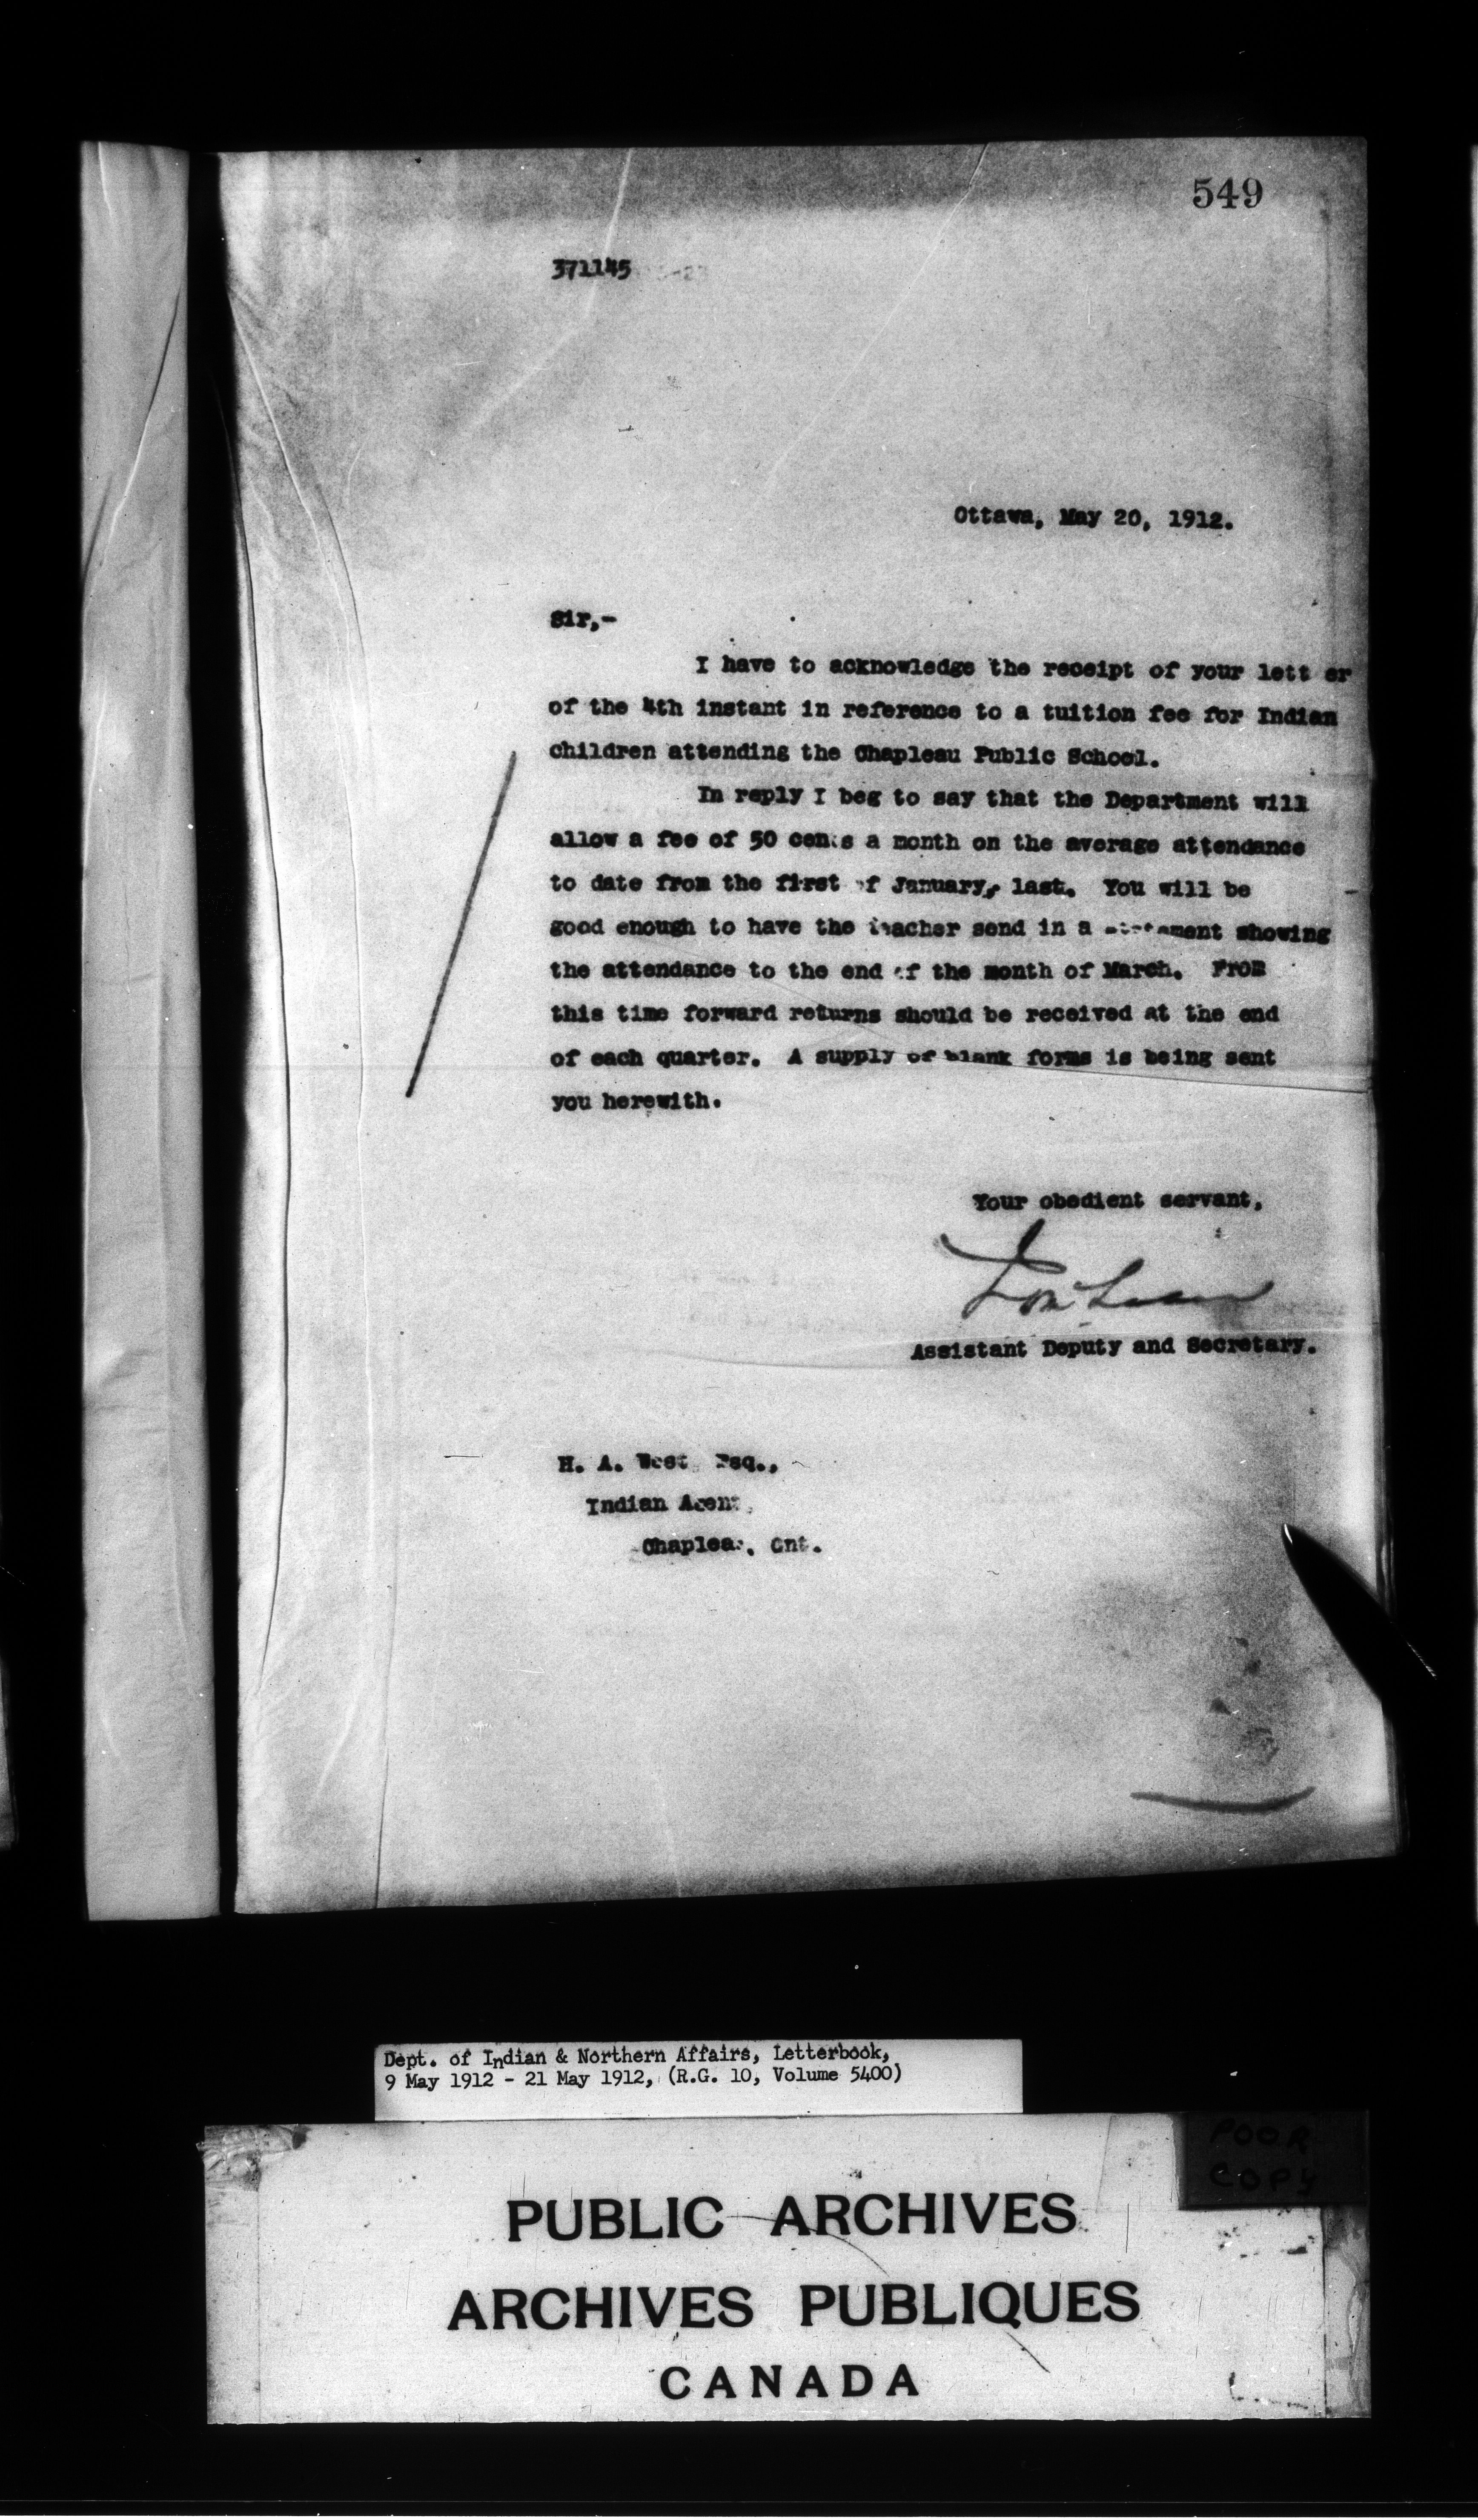 549
371145
Ottawa, May 20, 1912.
Sir,-
I have to acknowledge the receipt of your lett er
of the 4th instant in reference to a tuition fee for Indian
children attending the Chapleau Public School.
In reply I beg to say that the Department will
allow a fee of 50 cents a month on the average attendance
to date from the first of January, last. You will be
good enough to have the teacher send in a statement showing
the attendance to the end of the month of March. From
this time forward returns should be received at the end
of each quarter. A supply of blank forms is being sent
you herewith.
Your obedient servant,
Assistant Deputy and Secretary.
H. A. West Esq.,
Indian Agent,
Chapleau, Ont.
Dept. of Indian & Northern Affairs, Letterbook,
9 May 1912 - 21 May 1912, (R.G. 10, Volume 5400)
POOR
COPY
PUBLIC ARCHIVES
ARCHIVES PUBLIQUES
CANADA